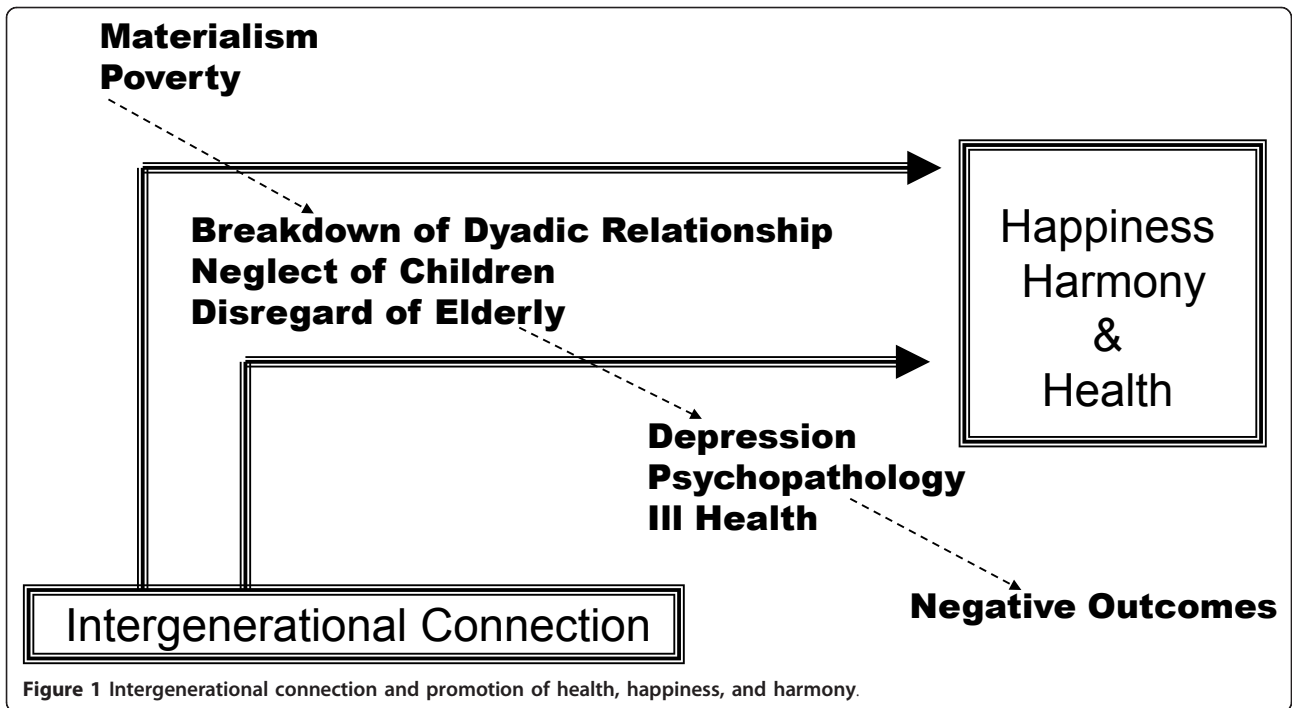 Materialism
Poverty
Breakdown of Dyadic Relationship
Neglect of Children
Disregard of Elderly
Happiness
Harmony
&
Health
Depression
Psychopathology
Ill Health
Negative Outcomes
Intergenerational Connection
Figure 1 Intergenerational connection and promotion of health, happiness, and harmony.